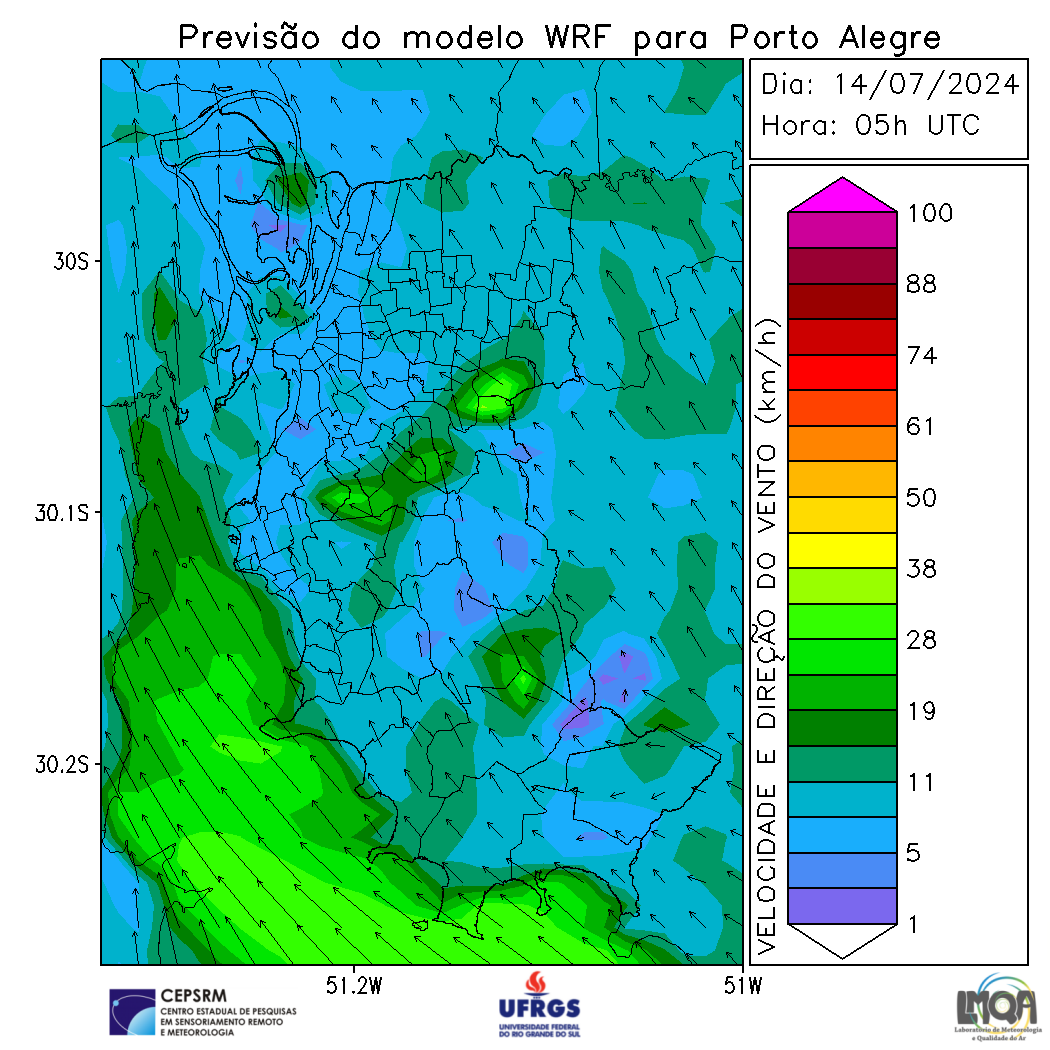 Previsão do modelo WRF para Porto Alegre
Dia: 14/07/2024
Hora: 05h UTC
30S
30.1S
30.2S
51.2W
51W
VELOCIDADE E DIREÇÃO DO VENTO (km/h)
100
88
74
61
50
38
28
19
11
5
1
CEPSRM
CENTRO ESTADUAL DE PESQUISAS
EM SENSORIAMENTO REMOTO
E METEOROLOGIA
UFRGS
UNIVERSIDADE FEDERAL
DO RIO GRANDE DO SUL
LMQA
Laboratório de Meteorologia
e Qualidade do Ar